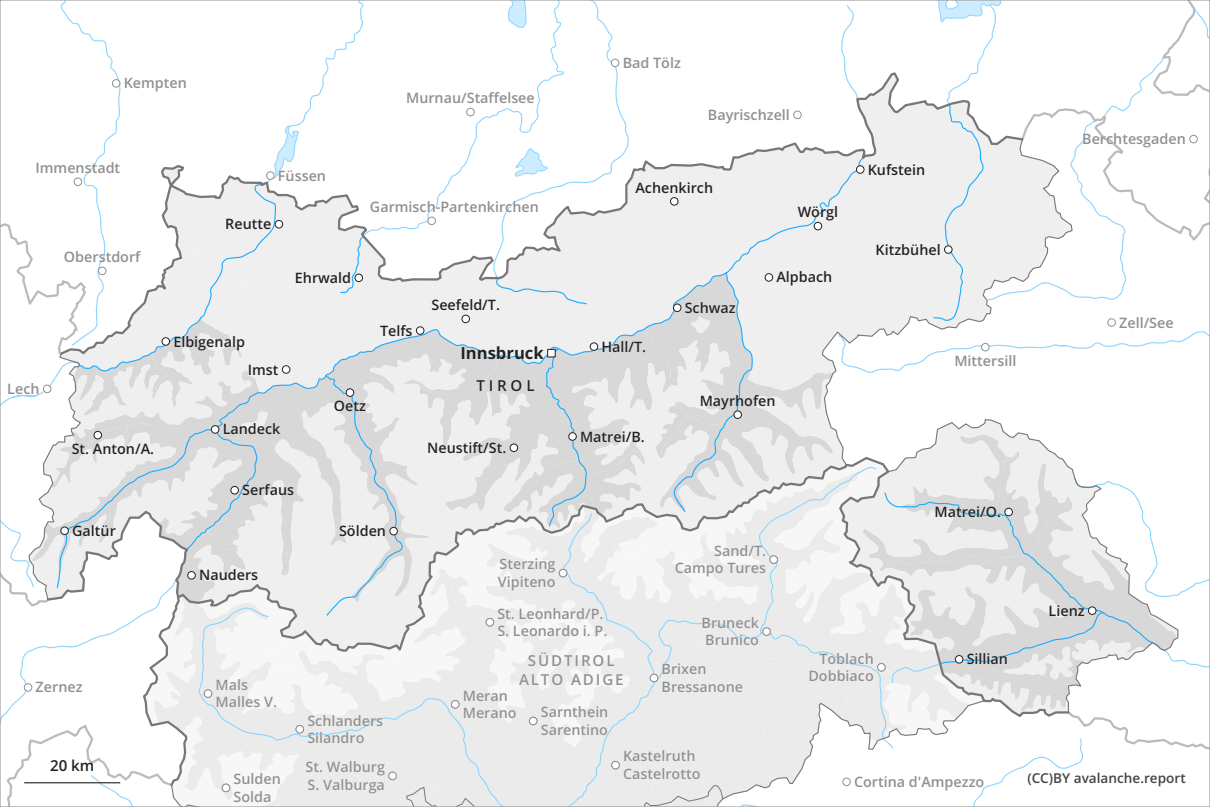 Kempten
Bad Tölz
Murnau/Staffelsee
Bayrischzell
Berchtesgaden
Immenstadt
Füssen
Kufstein
Achenkirch
Garmisch-Partenkirchen
Wörgl
Reutte
Kitzbühel
Oberstdorf
Ehrwald
Alpbach
Seefeld/T.
Schwaz
Zell/See
Telfs
Elbigenalp
Hall/T.
Innsbruck
Mittersill
Imst
TIROL
Lech
Oetz
Mayrhofen
Landeck
Matrei/B.
St. Anton/A.
Neustift/St.
Serfaus
Matrei/O.
Galtür
Sölden
Sand/T.
Campo Tures
Sterzing
Vipiteno
Nauders
Lienz
St. Leonhard/P.
S. Leonardo i. P.
Bruneck
Brunico
Sillian
SÜDTIROL
ALTO ADIGE
Toblach
Dobbiaco
Brixen
Bressanone
Zernez
Mals
Malles V.
Meran
Merano
Sarnthein
Sarentino
Schlanders
Silandro
Kastelruth
Castelrotto
St. Walburg
S. Valburga
Sulden
Solda
20 km
Cortina d'Ampezzo
(CC)BY avalanche.report